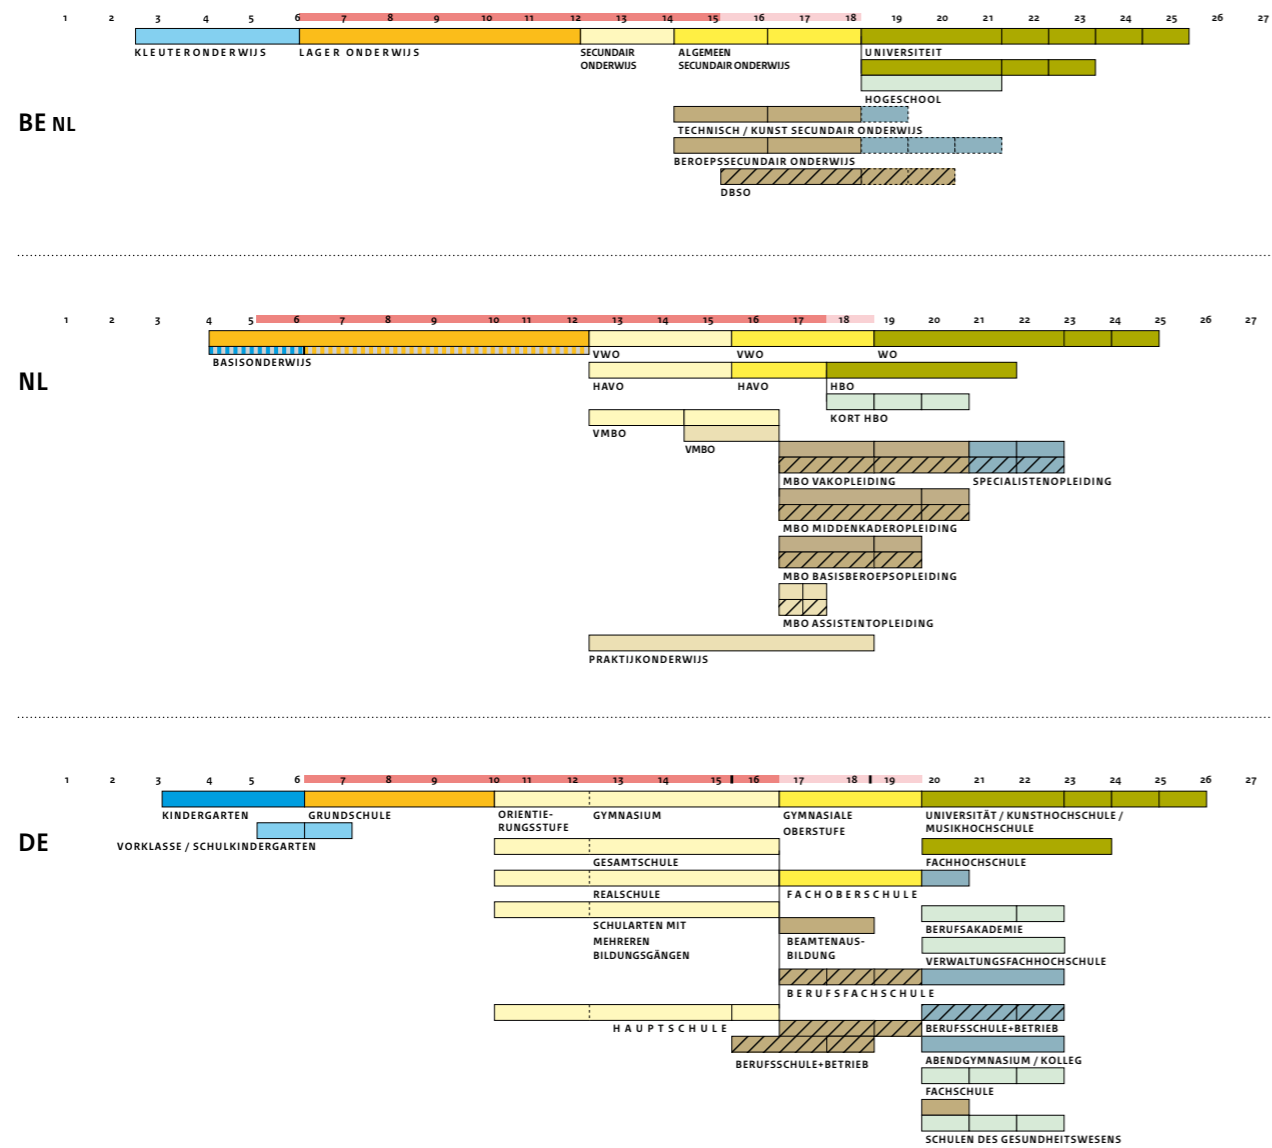 1 2 3 4 5 6 7 8 9 10 11 12 13 14 15 16 17 18 19 20 21 22 23 24 25 26 27
KLEUTERONDERWIJS LAGER ONDERWIJS SECUNDAIR ALGEMEEN UNIVERSITEIT
ONDERWIJS SECUNDAIR ONDERWIJS
HOGESCHOOL
BE NL
TECHNISCH / KUNST SECUNDAIR ONDERWIJS
BEROEPSSECUNDAIR ONDERWIJS
DBSO
1 2 3 4 5 6 7 8 9 10 11 12 13 14 15 16 17 18 19 20 21 22 23 24 25 26 27
VWO VWO WO
BASISONDERWIJS
NL
HAVO HAVO HBO
KORT HBO
VMBO
VMBO
MBO VAKOPLEIDING SPECIALISTENOPLEIDING
MBO MIDDENKADEROPLEIDING
MBO BASISBEROEPSOPLEIDING
MBO ASSISTENTOPLEIDING
PRAKTIJKONDERWIJS
1 2 3 4 5 6 7 8 9 10 11 12 13 14 15 16 17 18 19 20 21 22 23 24 25 26 27
KINDERGARTEN GRUNDSCHULE ORIENTIE- GYMNASIUM GYMNASIALE UNIVERSITÄT / KUNSTHOCHSCHULE /
RUNGSSTUFE OBERSTUFE MUSIKHOCHSCHULE
DE
VORKLASSE / SCHULKINDERGARTEN
GESAMTSCHULE FACHHOCHSCHULE
REALSCHULE FACHOBERSCHULE
SCHULARTEN MIT BERUFSAKADEMIE
MEHREREN BEAMTENAUS-
BILDUNGSGÄNGEN BILDUNG
VERWALTUNGSFACHHOCHSCHULE
BERUFSFACHSCHULE
HAUPTSCHULE BERUFSSCHULE+BETRIEB
BERUFSSCHULE+BETRIEB ABENDGYMNASIUM / KOLLEG
FACHSCHULE
SCHULEN DES GESUNDHEITSWESENS